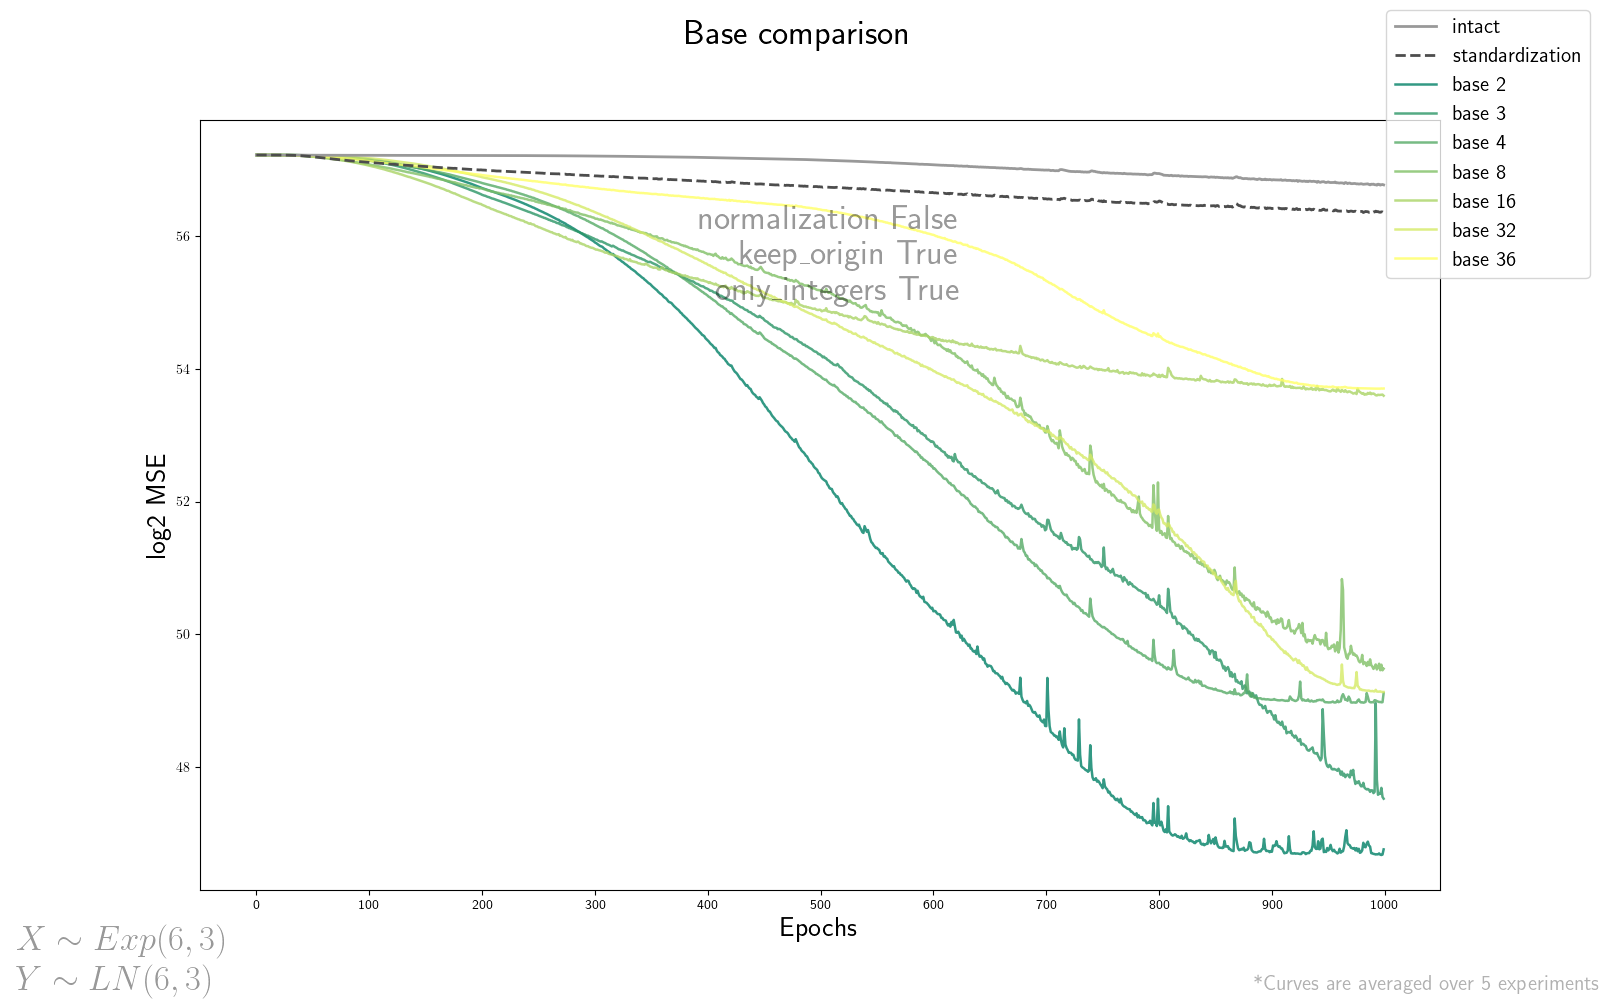 Base comparison
intact
standardization
base 2
base 3
base 4
base 8
base 16
base 32
base 36
normalization False
keep_origin True
only_integers True
log2 MSE
56
54
52
50
48
0 100 200 300 400 500 600 700 800 900 1000
Epochs
X ∼ Exp(6, 3)
Y ∼ LN(6, 3)
*Curves are averaged over 5 experiments